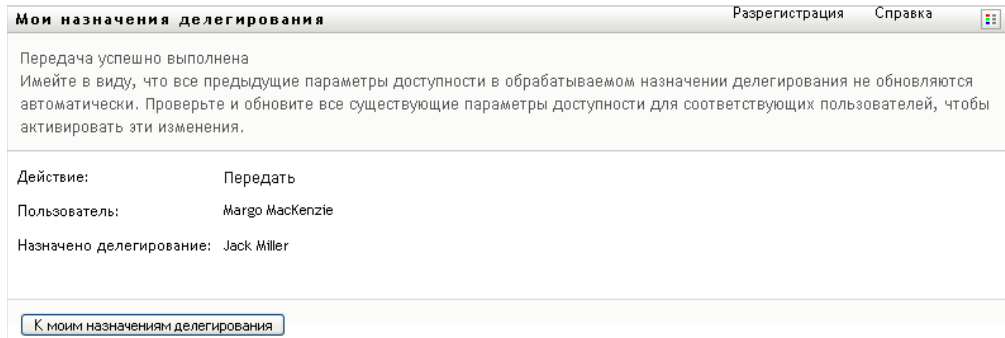 Мои назначения делегирования Разрегистрация Справка
Передача успешно выполнена
Имейте в виду, что все предыдущие параметры доступности в обрабатываемом назначении делегирования не обновляются
автоматически. Проверьте и обновите все существующие параметры доступности для соответствующих пользователей, чтобы
активировать эти изменения.
Действие: Передать
Пользователь: Margo MacKenzie
Назначено делегирование: Jack Miller
К моим назначениям делегирования